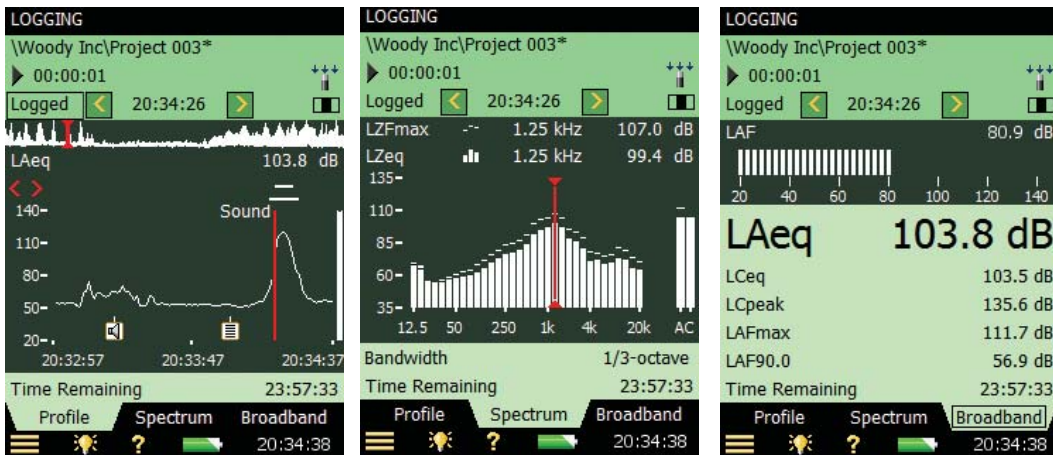 LOGGING
\Woody Inc\Project 003*
00:00:01
Logged < 20:34:26 >
LAeq 103.8 dB
< >
140-
Sound
110-
80-
50-
20-
20:32:57 20:33:47 20:34:37
Time Remaining 23:57:33
Profile Spectrum Broadband
? 20:34:38
LOGGING
\Woody Inc\Project 003*
00:00:01
Logged < 20:34:26 >
LZFmax 1.25 kHz 107.0 dB
LZeq 1.25 kHz 99.4 dB
135-
110-
85-
60-
35-
12.5 50 250 1k 4k 20k AC
Bandwidth 1/3-octave
Time Remaining 23:57:33
Profile Spectrum Broadband
? 20:34:38
LOGGING
\Woody Inc\Project 003*
00:00:01
Logged < 20:34:26 >
LAF 80.9 dB
20 40 60 80 100 120 140
LAeq 103.8 dB
LCeq 103.5 dB
LCpeak 135.6 dB
LAFmax 111.7 dB
LAF90.0 56.9 dB
Time Remaining 23:57:33
Profile Spectrum Broadband
? 20:34:38